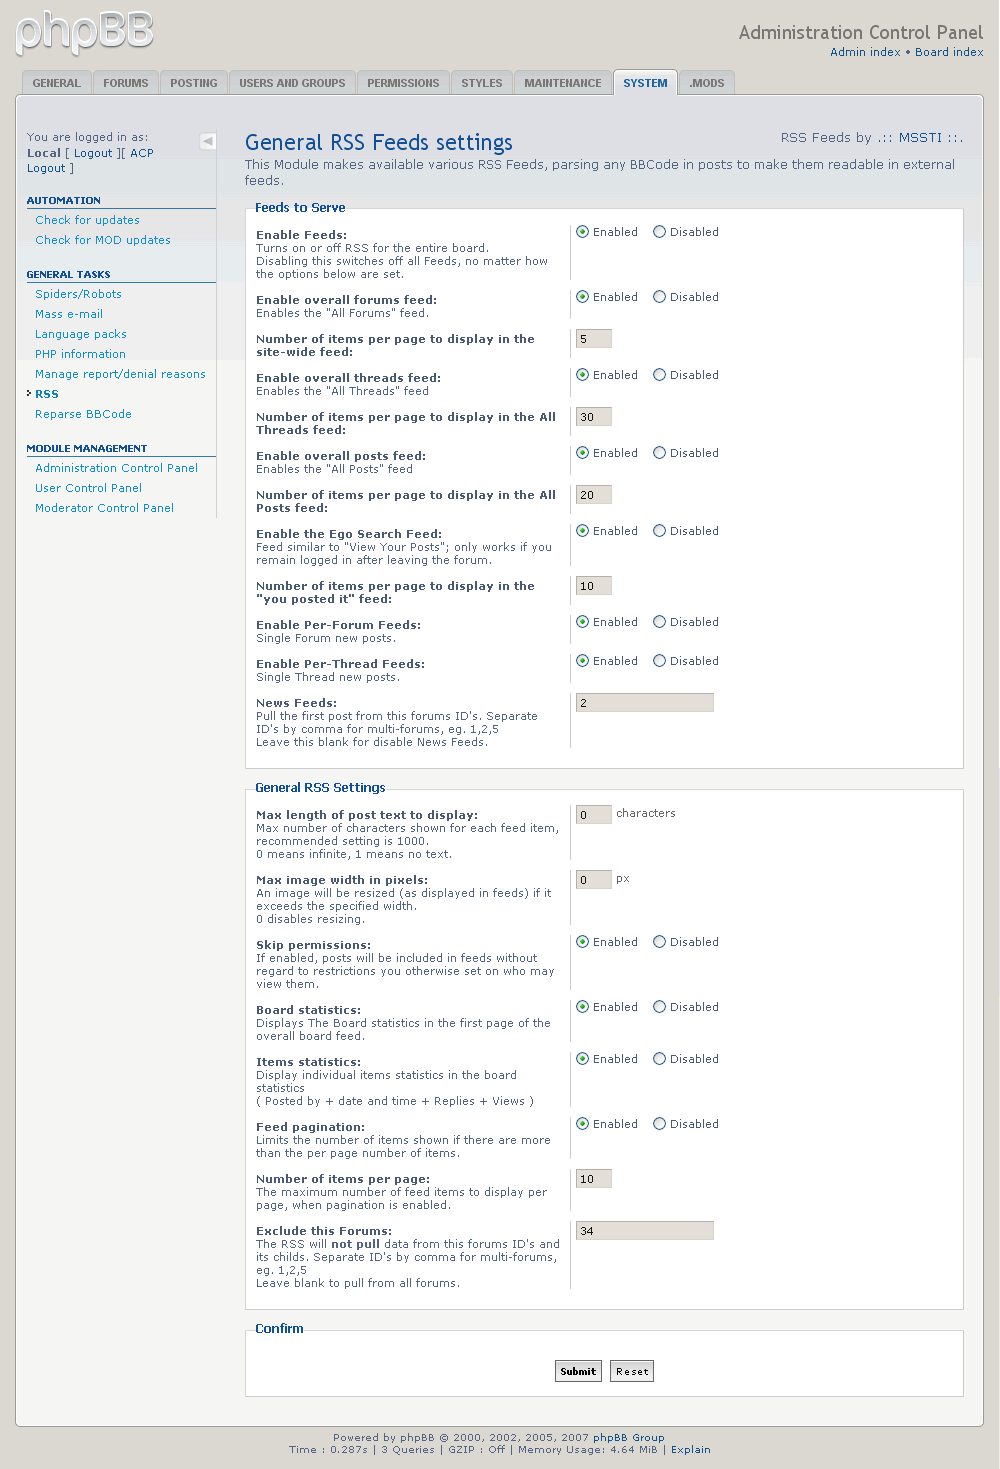 phpBB
Administration Control Panel
Admin index • Board index
GENERAL FORUMS POSTING USERS AND GROUPS PERMISSIONS STYLES MAINTENANCE SYSTEM .MODS
You are logged in as:
Local [ Logout ][ ACP
Logout ]
AUTOMATION
Check for updates
Check for MOD updates
GENERAL TASKS
Spiders/Robots
Mass e-mail
Language packs
PHP information
Manage report/denial reasons
RSS
Reparse BBCode
MODULE MANAGEMENT
Administration Control Panel
User Control Panel
Moderator Control Panel
General RSS Feeds settings
RSS Feeds by .:: MSSTI ::.
This Module makes available various RSS Feeds, parsing any BBCode in posts to make them readable in external
feeds.
Feeds to Serve
Enable Feeds: Enabled Disabled
Turns on or off RSS for the entire board.
Disabling this switches off all Feeds, no matter how
the options below are set.
Enable overall forums feed: Enabled Disabled
Enables the "All Forums" feed.
Number of items per page to display in the 5
site-wide feed:
Enable overall threads feed: Enabled Disabled
Enables the "All Threads" feed
Number of items per page to display in the All 30
Threads feed:
Enable overall posts feed: Enabled Disabled
Enables the "All Posts" feed
Number of items per page to display in the All 20
Posts feed:
Enable the Ego Search Feed: Enabled Disabled
Feed similar to "View Your Posts"; only works if you
remain logged in after leaving the forum.
Number of items per page to display in the 10
"you posted it" feed:
Enable Per-Forum Feeds: Enabled Disabled
Single Forum new posts.
Enable Per-Thread Feeds: Enabled Disabled
Single Thread new posts.
News Feeds: 2
Pull the first post from this forums ID's. Separate
ID's by comma for multi-forums, eg. 1,2,5
Leave this blank for disable News Feeds.
General RSS Settings
Max length of post text to display: 0 characters
Max number of characters shown for each feed item,
recommended setting is 1000.
0 means infinite, 1 means no text.
Max image width in pixels: 0 px
An image will be resized (as displayed in feeds) if it
exceeds the specified width.
0 disables resizing.
Skip permissions: Enabled Disabled
If enabled, posts will be included in feeds without
regard to restrictions you otherwise set on who may
view them.
Board statistics: Enabled Disabled
Displays The Board statistics in the first page of the
overall board feed.
Items statistics: Enabled Disabled
Display individual items statistics in the board
statistics
( Posted by + date and time + Replies + Views )
Feed pagination: Enabled Disabled
Limits the number of items shown if there are more
than the per page number of items.
Number of items per page: 10
The maximum number of feed items to display per
page, when pagination is enabled.
Exclude this Forums: 34
The RSS will not pull data from this forums ID's and
its childs. Separate ID's by comma for multi-forums,
eg. 1,2,5
Leave blank to pull from all forums.
Confirm
Submit Reset
Powered by phpBB © 2000, 2002, 2005, 2007 phpBB Group
Time : 0.287s | 3 Queries | GZIP : Off | Memory Usage: 4.64 MiB | Explain